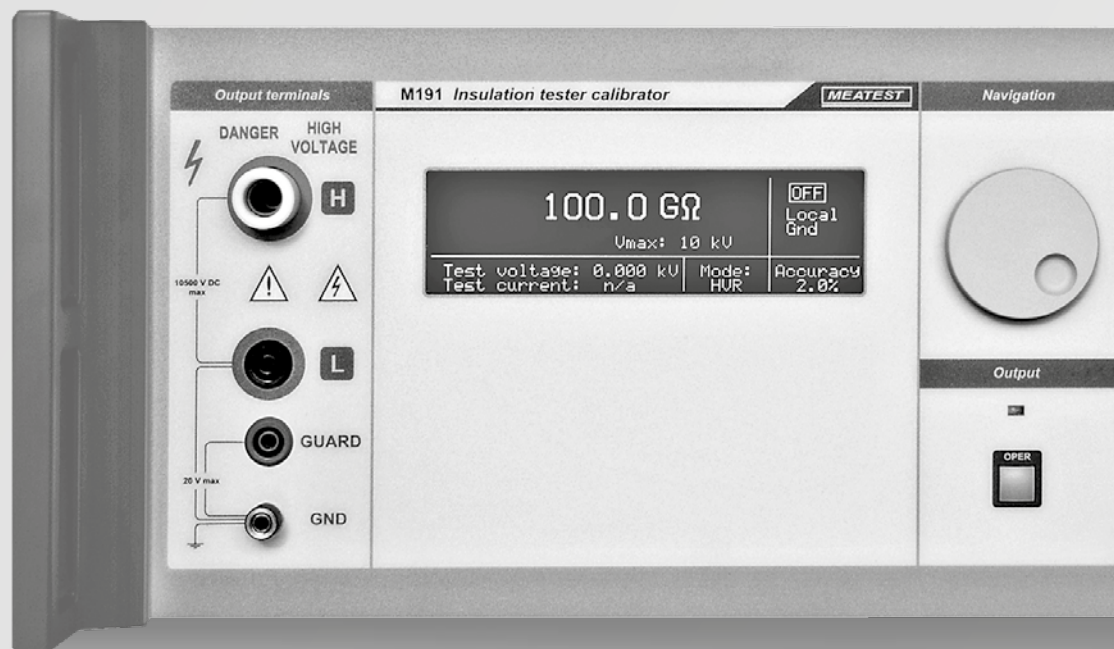 Output terminals
M191 Insulation tester calibrator
MEATEST
Navigation
DANGER
HIGH
VOLTAGE
H
100.0 GΩ
OFF
Local
Gnd
Vmax: 10 kV
Test voltage: 0.000 kV
Test current: n/a
Mode:
HVR
Accuracy
2.0%
10500 V DC
max
L
Output
GUARD
OPER
20 V max
GND